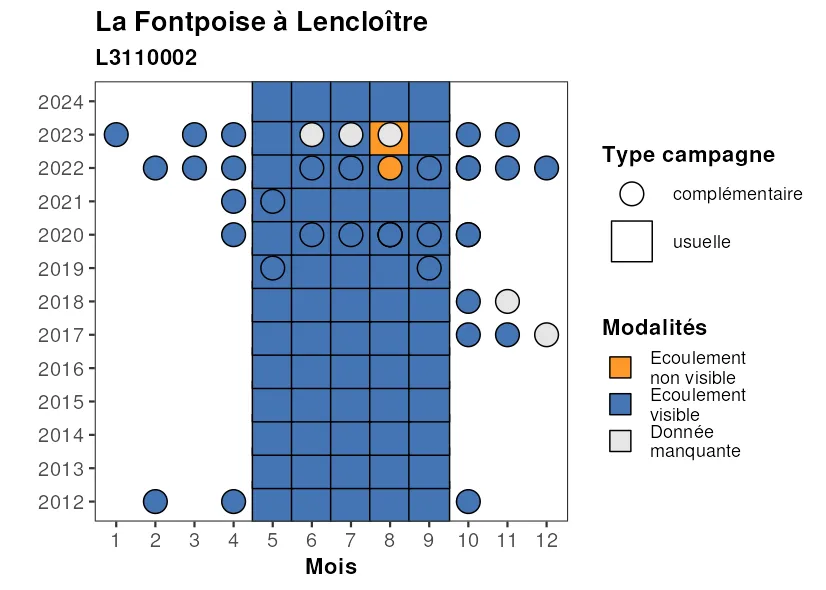 La Fontpoise à Lencloître
L3110002
2024
2023
2022
2021
2020
2019
2018
2017
2016
2015
2014
2013
2012
1 2 3 4 5 6 7 8 9 10 11 12
Mois
Type campagne
complémentaire
usuelle
Modalités
Ecoulement
non visible
Ecoulement
visible
Donnée
manquante